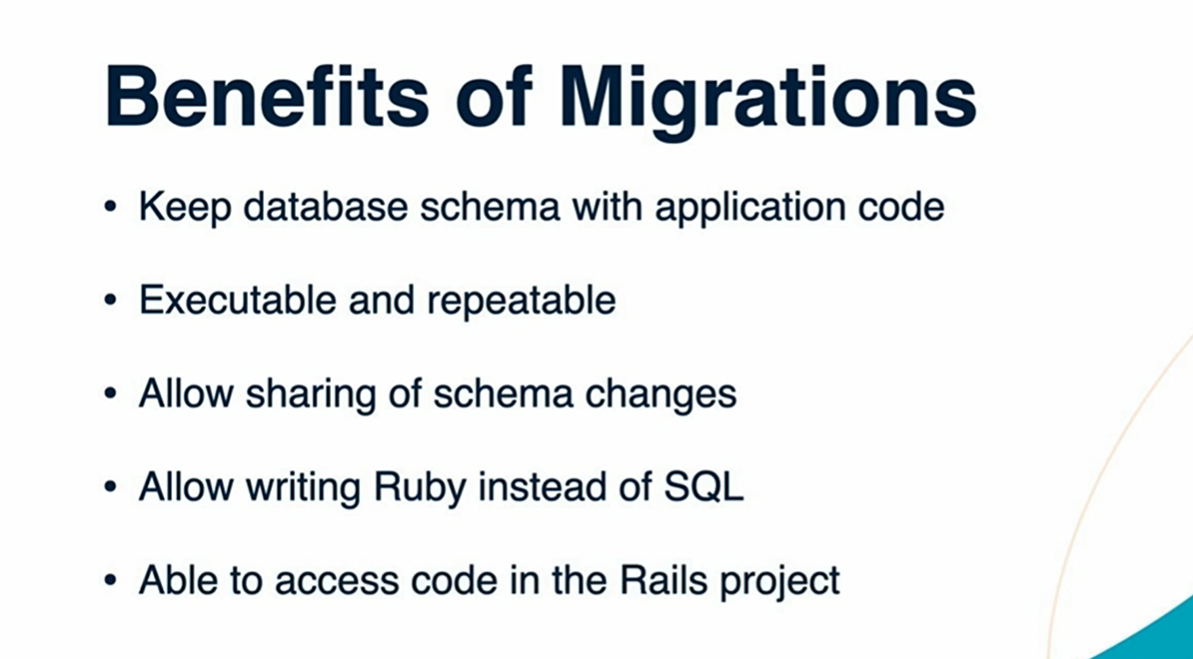 Benefits of Migrations
• Keep database schema with application code
• Executable and repeatable
• Allow sharing of schema changes
• Allow writing Ruby instead of SQL
• Able to access code in the Rails project